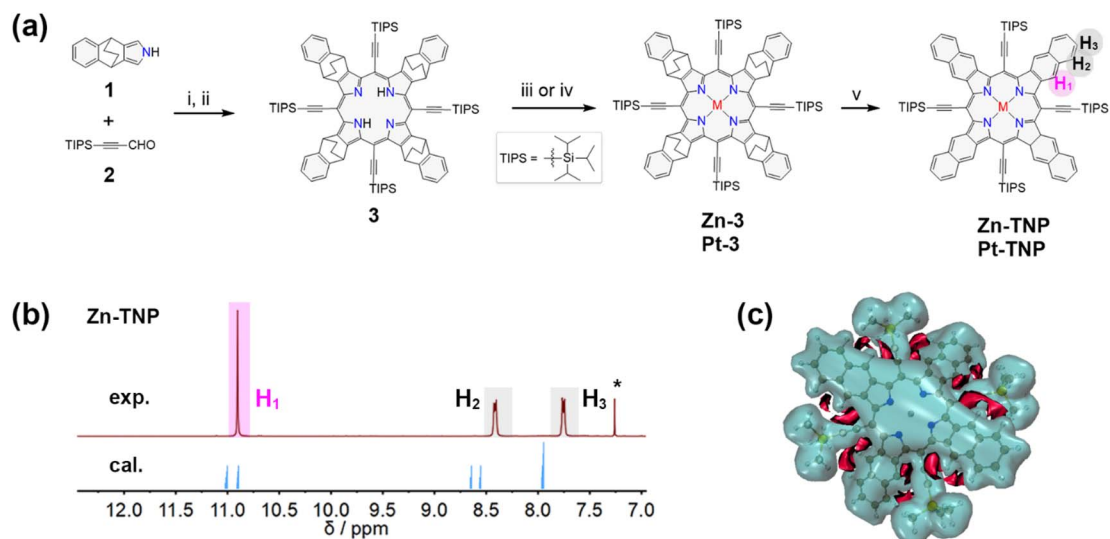 (a)
NH
1
+
TIPS
CHO
2
i, ii
TIPS
N
HN
TIPS
TIPS
NH
N
TIPS
3
iii or iv
TIPS =
Si
TIPS
N
N
TIPS
M
TIPS
N
N
TIPS
Zn-3
Pt-3
v
TIPS
H3
H2
H1
N
N
TIPS
M
TIPS
N
N
TIPS
Zn-TNP
Pt-TNP
(b)
Zn-TNP
exp.
H1
H2
H3
*
cal.
12.0 11.5 11.0 10.5 10.0 9.5 9.0 8.5 8.0 7.5 7.0
δ / ppm
(c)